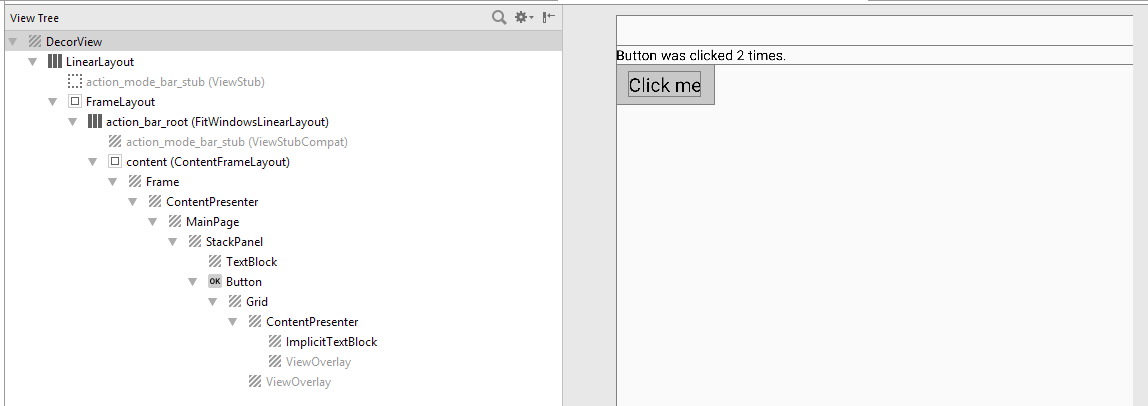 View Tree
DecorView
LinearLayout
action_mode_bar_stub (ViewStub)
FrameLayout
action_bar_root (FitWindowsLinearLayout)
action_mode_bar_stub (ViewStubCompat)
content (ContentFrameLayout)
Frame
ContentPresenter
MainPage
StackPanel
TextBlock
OK Button
Grid
ContentPresenter
ImplicitTextBlock
ViewOverlay
ViewOverlay
Button was clicked 2 times.
Click me